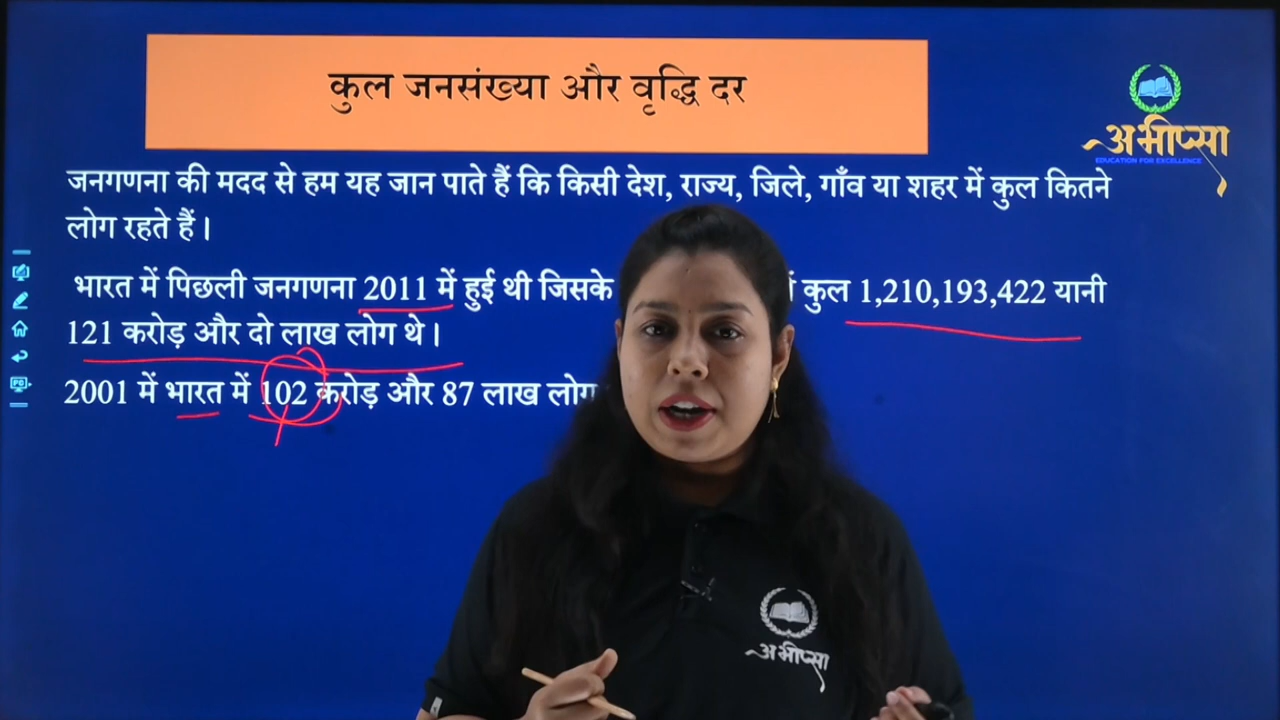 कुल जनसंख्या और वृद्धि दर
अभीप्सा
EDUCATION FOR EXCELLENCE
जनगणना की मदद से हम यह जान पाते हैं कि किसी देश, राज्य, जिले, गाँव या शहर में कुल कितने
लोग रहते हैं।
भारत में पिछली जनगणना 2011 में हुई थी जिसके कुल 1,210,193,422 यानी
121 करोड़ और दो लाख लोग थे।
2001 में भारत में 102 करोड़ और 87 लाख लोग
PC
अभीप्सा